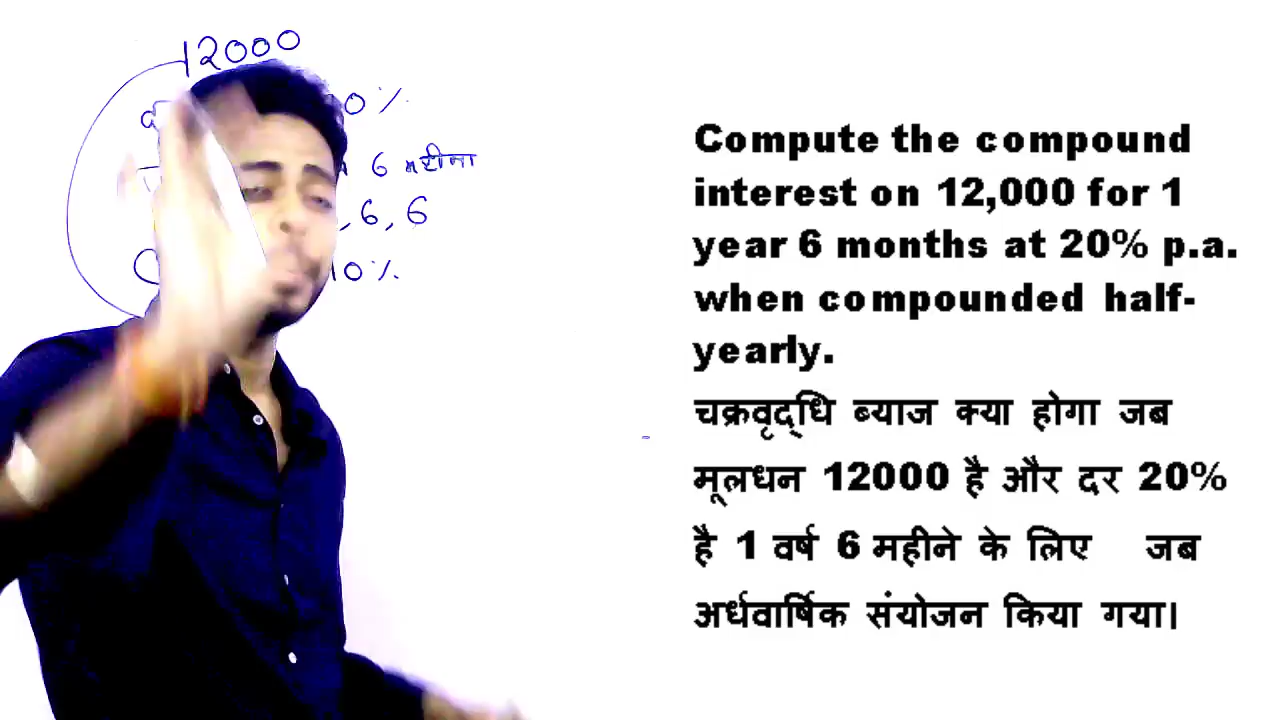 12000
0 %
6 महीना
, 6 , 6
10 %
Compute the compound
interest on 12,000 for 1
year 6 months at 20% p.a.
when compounded half-
yearly.
चक्रवृद्धि ब्याज क्या होगा जब
मूलधन 12000 है और दर 20%
है 1 वर्ष 6 महीने के लिए जब
अर्धवार्षिक संयोजन किया गया।